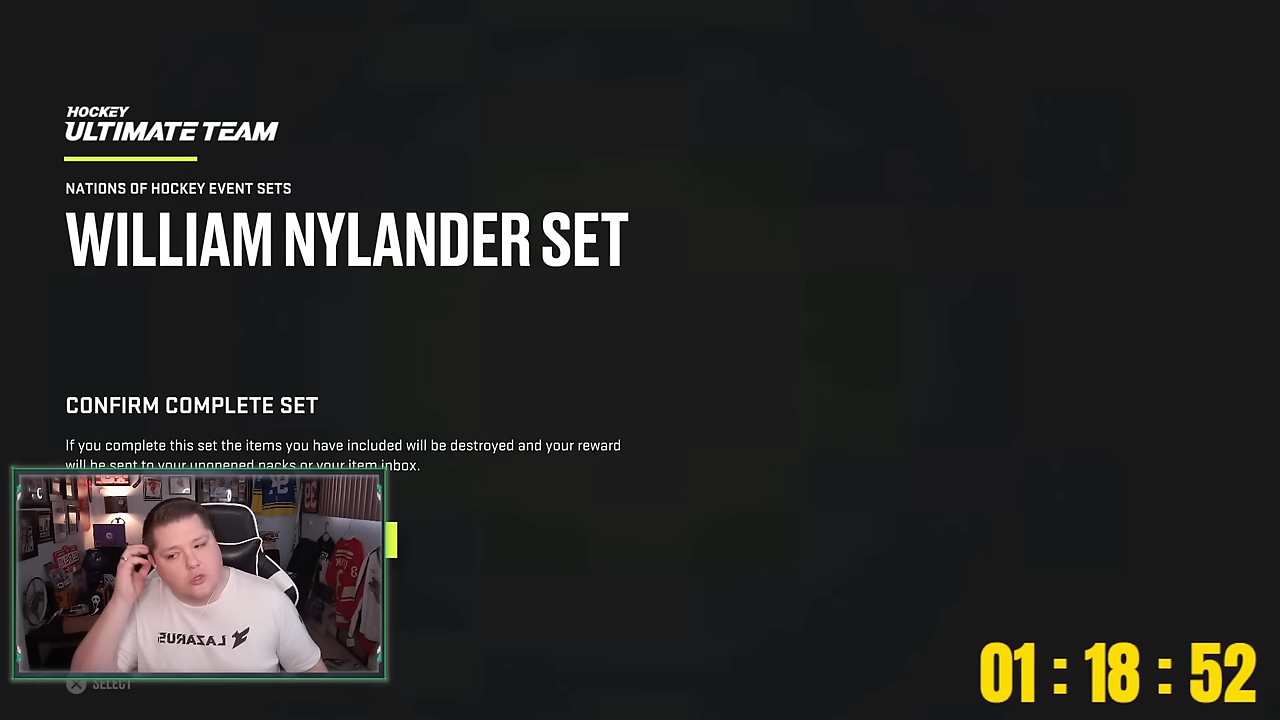 HOCKEY
ULTIMATE TEAM
NATIONS OF HOCKEY EVENT SETS
WILLIAM NYLANDER SET
CONFIRM COMPLETE SET
If you complete this set the items you have included will be destroyed and your reward
will be sent to your unopened packs or your item inbox.
LAZARUS
SELECT
01 : 18 : 52